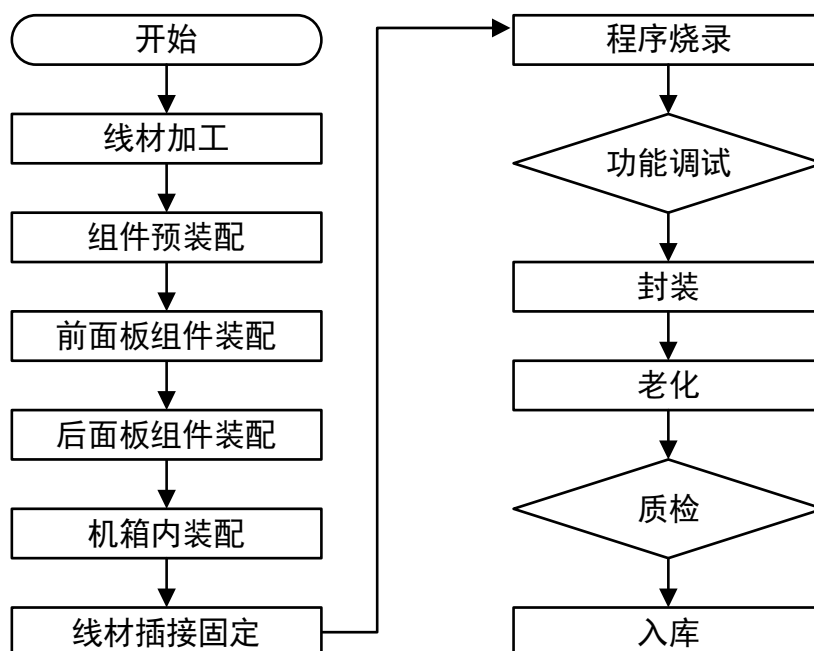 开始
线材加工
组件预装配
前面板组件装配
后面板组件装配
机箱内装配
线材插接固定
程序烧录
功能调试
封装
老化
质检
入库